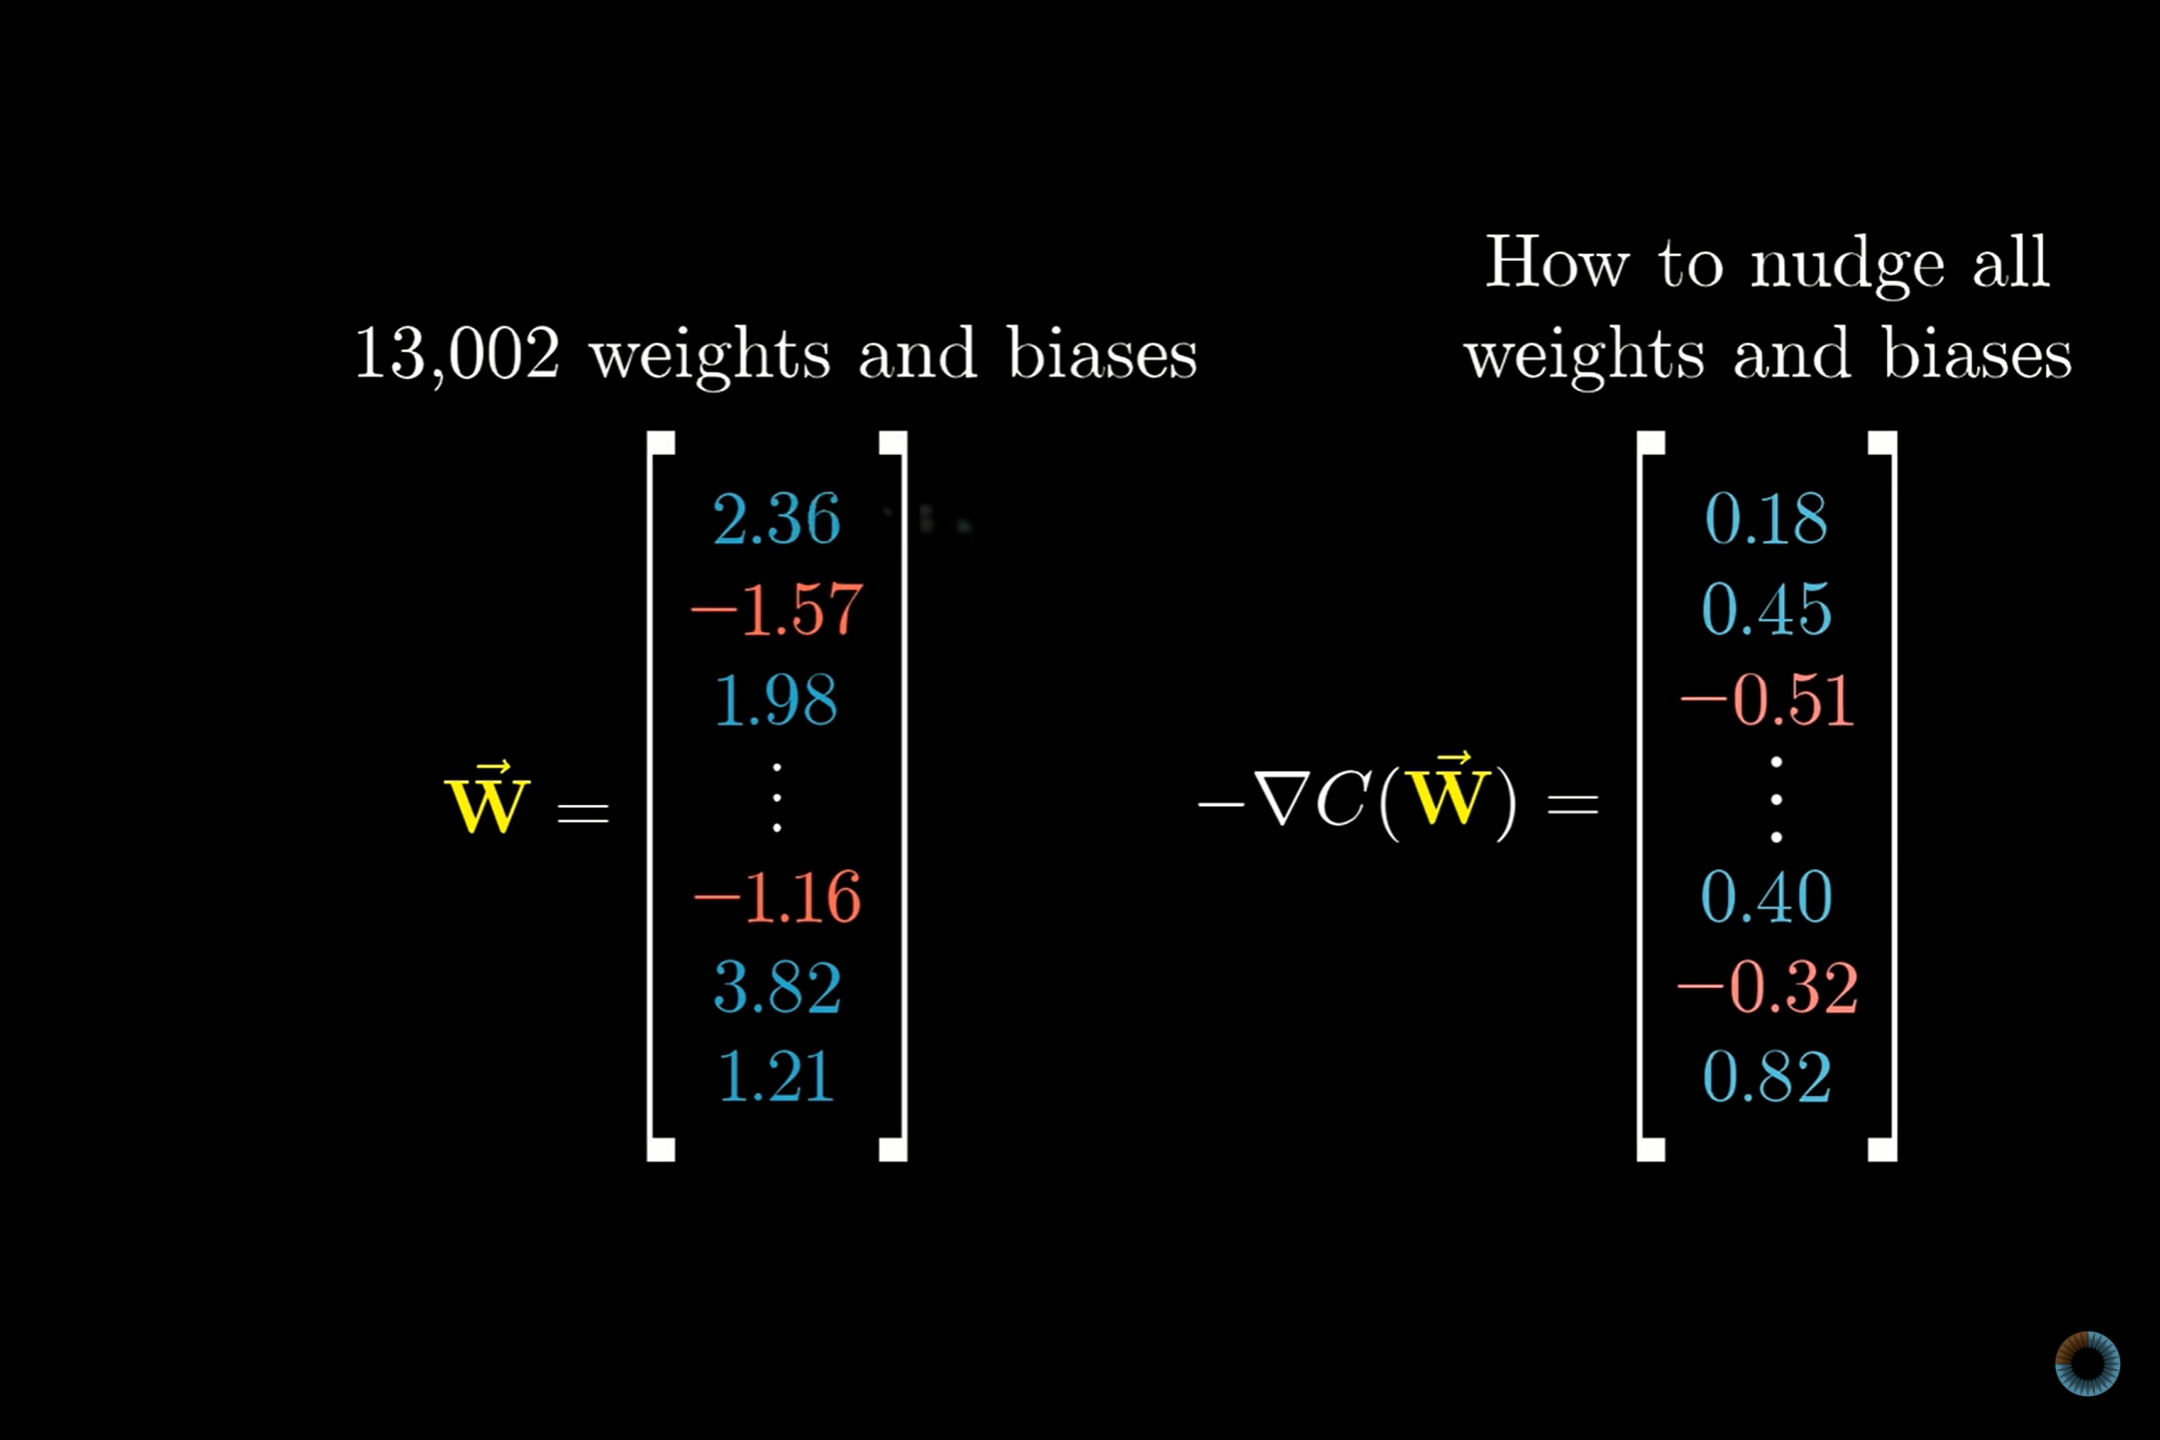 How to nudge all
13,002 weights and biases
weights and biases
2.36
−1.57
1.98
⋮
−1.16
3.82
1.21
W⃗ =
0.18
0.45
−0.51
⋮
0.40
−0.32
0.82
−∇C(W⃗) =